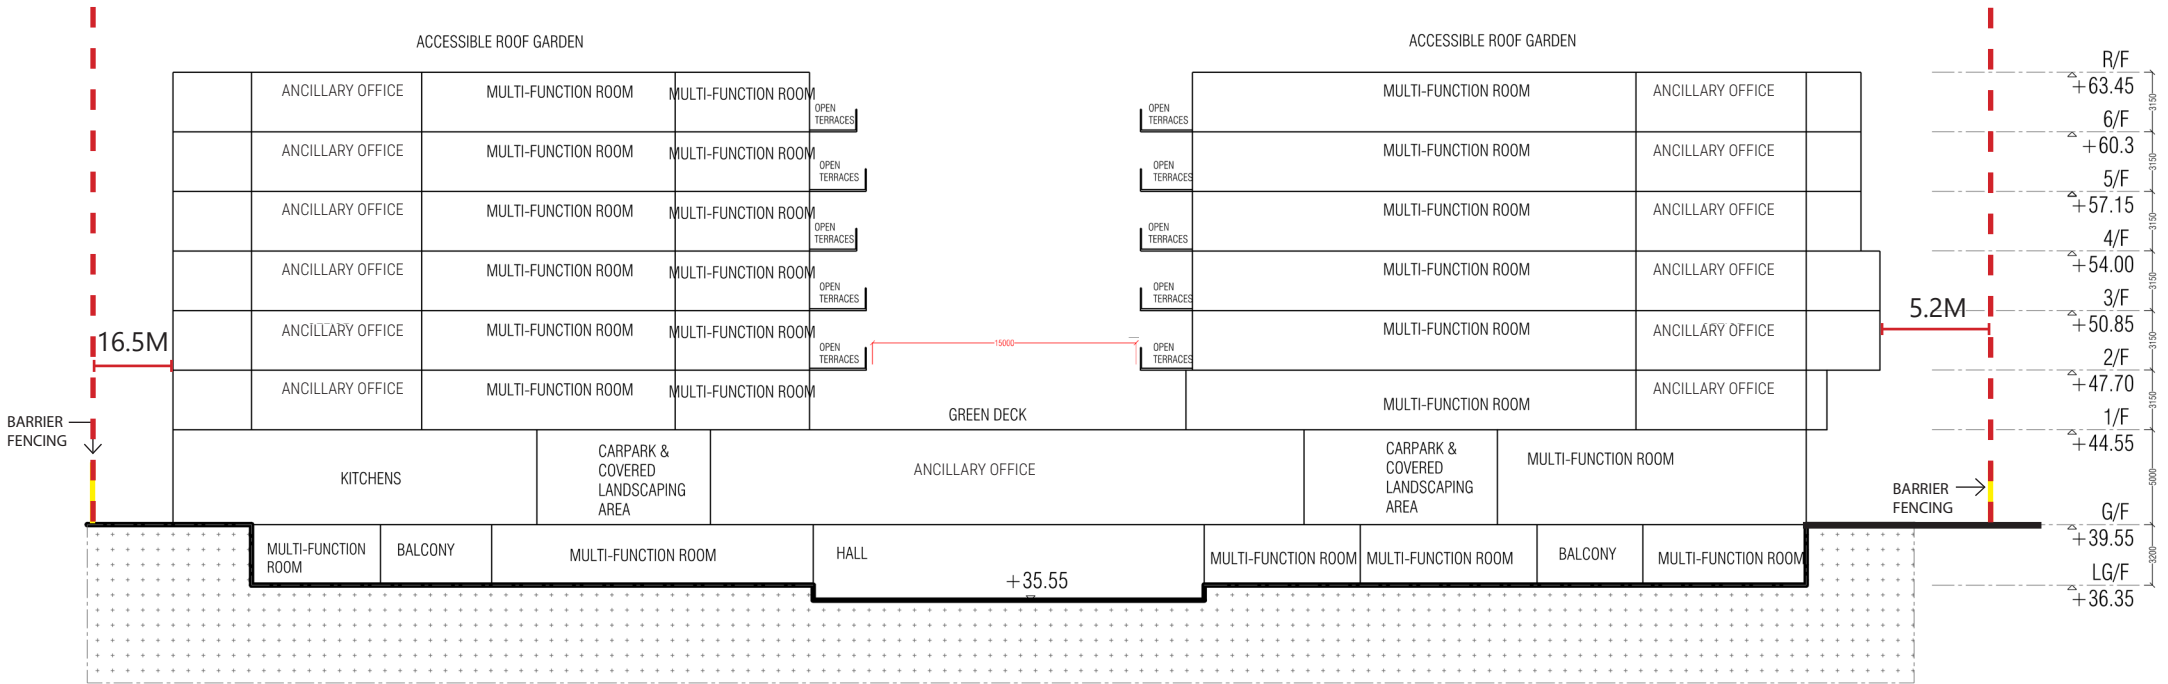 ACCESSIBLE ROOF GARDEN
ACCESSIBLE ROOF GARDEN
R/F
+63.45
ANCILLARY OFFICE MULTI-FUNCTION ROOM MULTI-FUNCTION ROOM
OPEN
TERRACES
OPEN
TERRACES
MULTI-FUNCTION ROOM ANCILLARY OFFICE
3150
6/F
+60.3
ANCILLARY OFFICE MULTI-FUNCTION ROOM MULTI-FUNCTION ROOM
OPEN
TERRACES
OPEN
TERRACES
MULTI-FUNCTION ROOM ANCILLARY OFFICE
3150
5/F
+57.15
ANCILLARY OFFICE MULTI-FUNCTION ROOM MULTI-FUNCTION ROOM
OPEN
TERRACES
OPEN
TERRACES
MULTI-FUNCTION ROOM ANCILLARY OFFICE
3150
4/F
+54.00
ANCILLARY OFFICE MULTI-FUNCTION ROOM MULTI-FUNCTION ROOM
OPEN
TERRACES
OPEN
TERRACES
MULTI-FUNCTION ROOM ANCILLARY OFFICE
3150
3/F
+50.85
16.5M
ANCILLARY OFFICE MULTI-FUNCTION ROOM MULTI-FUNCTION ROOM
OPEN
TERRACES
15000
OPEN
TERRACES
MULTI-FUNCTION ROOM ANCILLARY OFFICE
5.2M
3150
2/F
+47.70
ANCILLARY OFFICE MULTI-FUNCTION ROOM MULTI-FUNCTION ROOM
GREEN DECK
MULTI-FUNCTION ROOM ANCILLARY OFFICE
3150
1/F
+44.55
BARRIER
FENCING
KITCHENS
CARPARK &
COVERED
LANDSCAPING
AREA
ANCILLARY OFFICE
CARPARK &
COVERED
LANDSCAPING
AREA
MULTI-FUNCTION ROOM
BARRIER
FENCING
5000
G/F
+39.55
MULTI-FUNCTION
ROOM
BALCONY
MULTI-FUNCTION ROOM
HALL
+35.55
MULTI-FUNCTION ROOM
MULTI-FUNCTION ROOM
BALCONY
MULTI-FUNCTION ROOM
3200
LG/F
+36.35